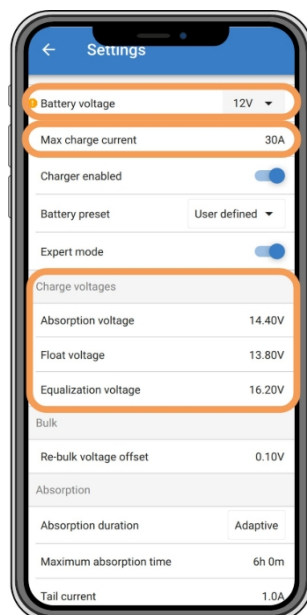 Settings
Battery voltage 12V
Max charge current 30A
Charger enabled
Battery preset User defined
Expert mode
Charge voltages
Absorption voltage 14.40V
Float voltage 13.80V
Equalization voltage 16.20V
Bulk
Re-bulk voltage offset 0.10V
Absorption
Absorption duration Adaptive
Maximum absorption time 6h 0m
Tail current 1.0A